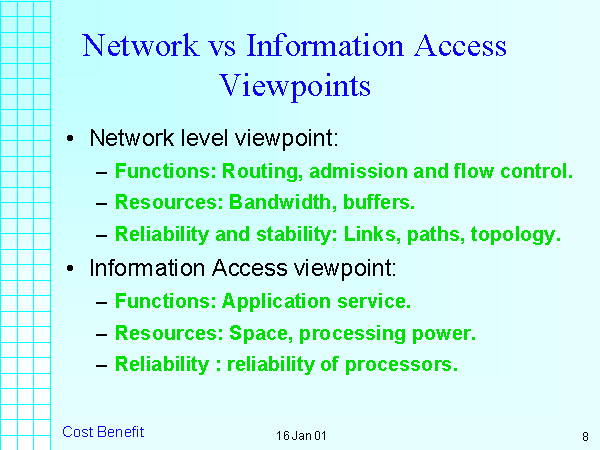 Network vs Information Access
Viewpoints
• Network level viewpoint:
– Functions: Routing, admission and flow control.
– Resources: Bandwidth, buffers.
– Reliability and stability: Links, paths, topology.
• Information Access viewpoint:
– Functions: Application service.
– Resources: Space, processing power.
– Reliability : reliability of processors.
Cost Benefit 16 Jan 01 8